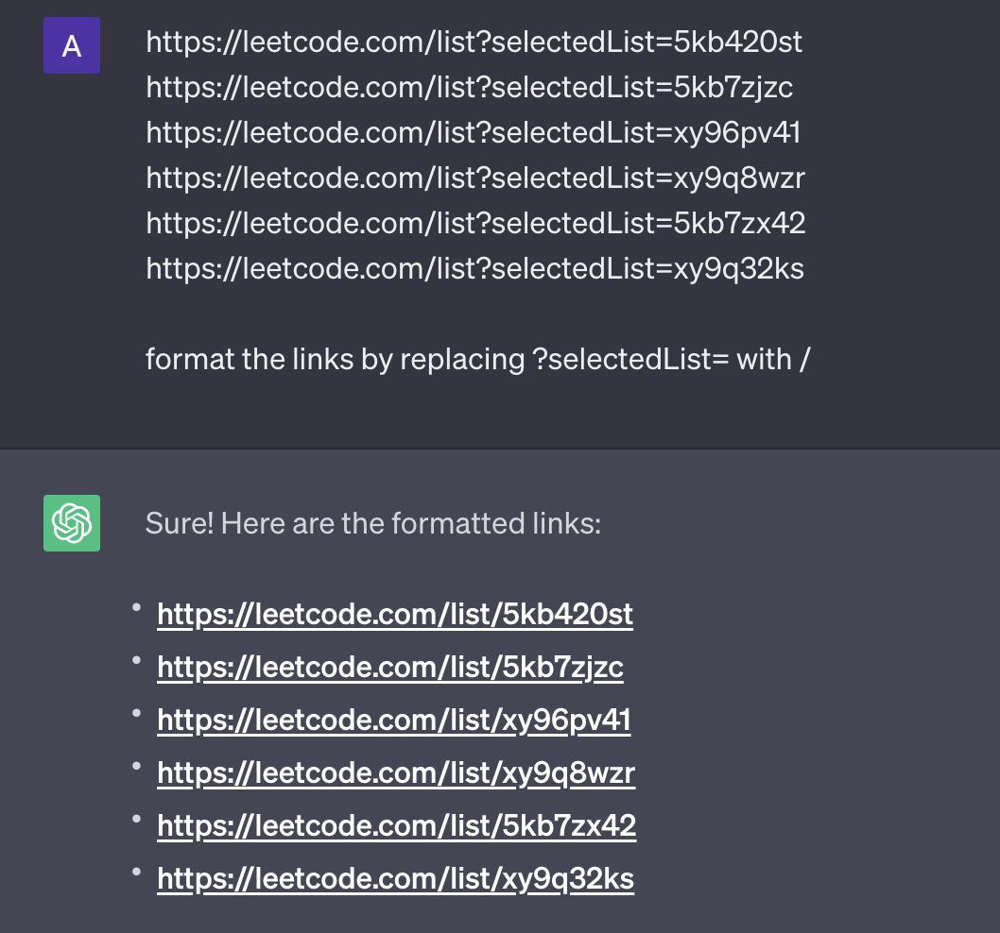 A
https://leetcode.com/list?selectedList=5kb420st
https://leetcode.com/list?selectedList=5kb7zjzc
https://leetcode.com/list?selectedList=xy96pv41
https://leetcode.com/list?selectedList=xy9q8wzr
https://leetcode.com/list?selectedList=5kb7zx42
https://leetcode.com/list?selectedList=xy9q32ks
format the links by replacing ?selectedList= with /
Sure! Here are the formatted links:
• https://leetcode.com/list/5kb420st
• https://leetcode.com/list/5kb7zjzc
• https://leetcode.com/list/xy96pv41
• https://leetcode.com/list/xy9q8wzr
• https://leetcode.com/list/5kb7zx42
• https://leetcode.com/list/xy9q32ks